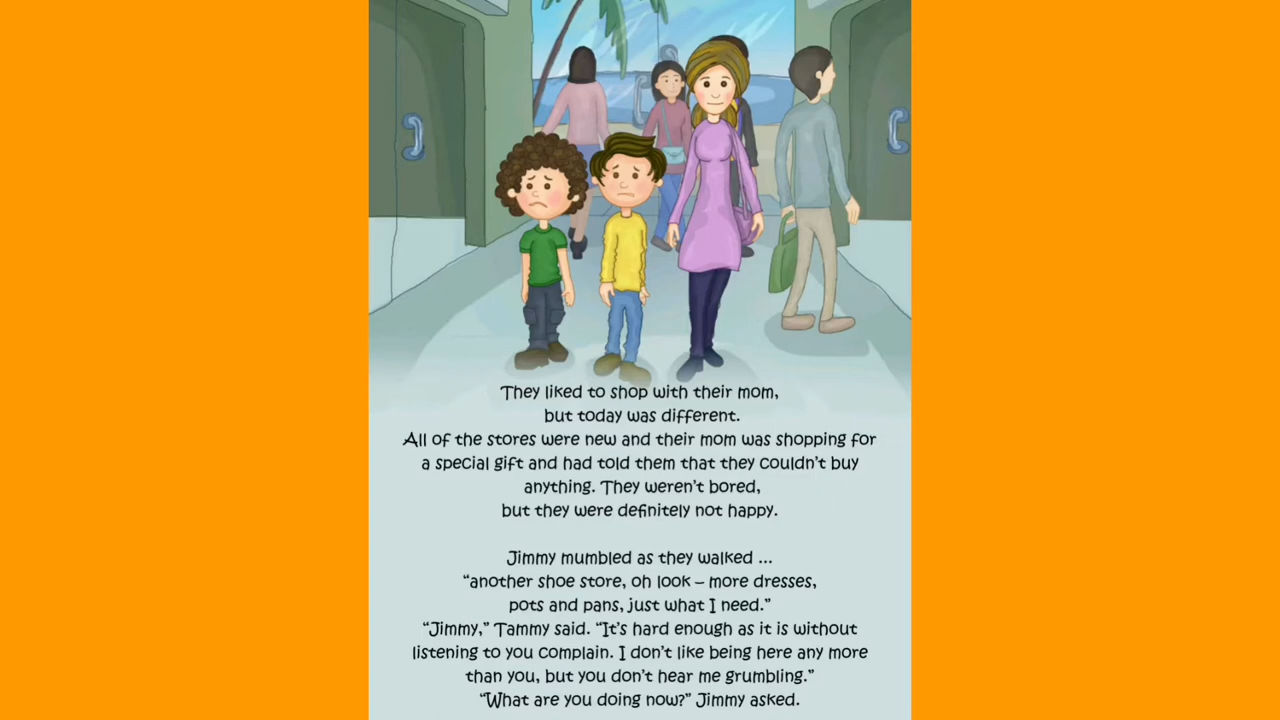 They liked to shop with their mom,
but today was different.
All of the stores were new and their mom was shopping for
a special gift and had told them that they couldn't buy
anything. They weren't bored,
but they were definitely not happy.
Jimmy mumbled as they walked ...
“another shoe store, oh look – more dresses,
pots and pans, just what I need.”
“Jimmy,” Tammy said. “It's hard enough as it is without
listening to you complain. I don't like being here any more
than you, but you don't hear me grumbling.”
“What are you doing now?” Jimmy asked.